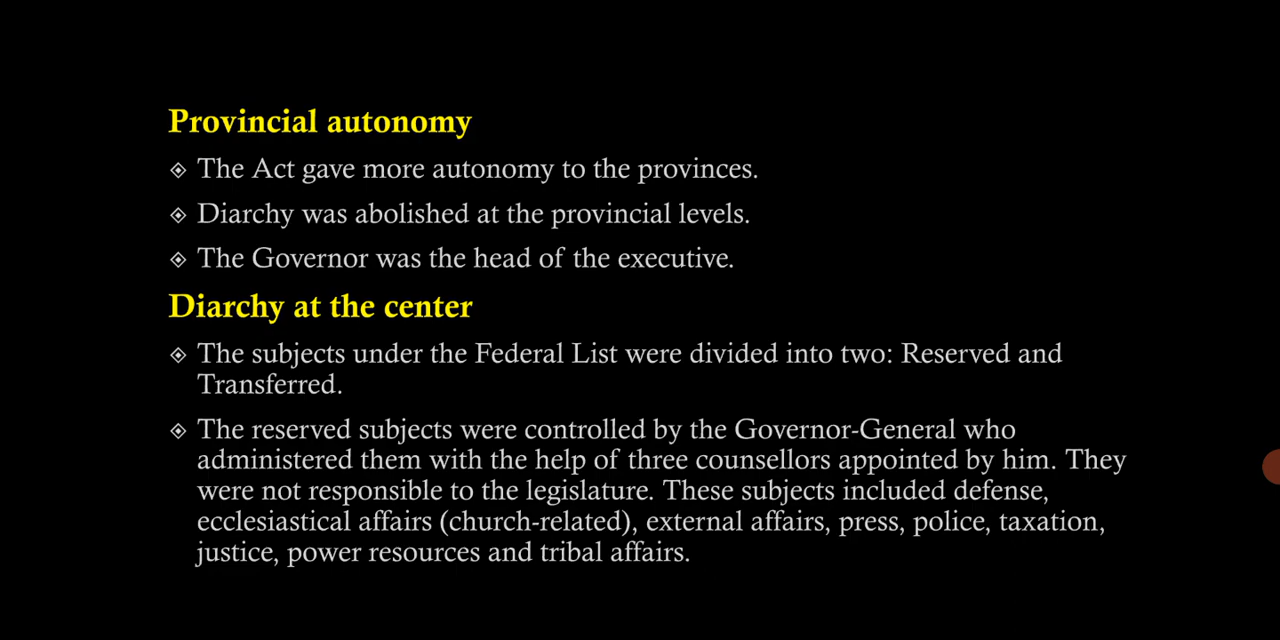 Provincial autonomy
The Act gave more autonomy to the provinces.
Diarchy was abolished at the provincial levels.
The Governor was the head of the executive.
Diarchy at the center
The subjects under the Federal List were divided into two: Reserved and
Transferred.
The reserved subjects were controlled by the Governor-General who
administered them with the help of three counsellors appointed by him. They
were not responsible to the legislature. These subjects included defense,
ecclesiastical affairs (church-related), external affairs, press, police, taxation,
justice, power resources and tribal affairs.